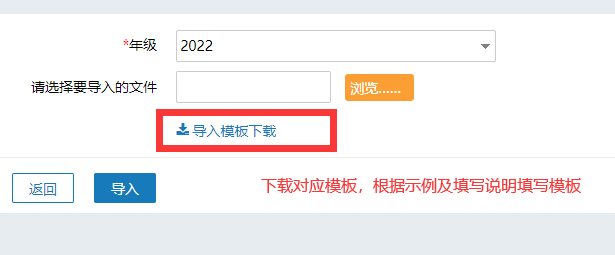 *年级 2022
请选择要导入的文件 浏览......
导入模板下载
返回 导入 下载对应模板，根据示例及填写说明填写模板